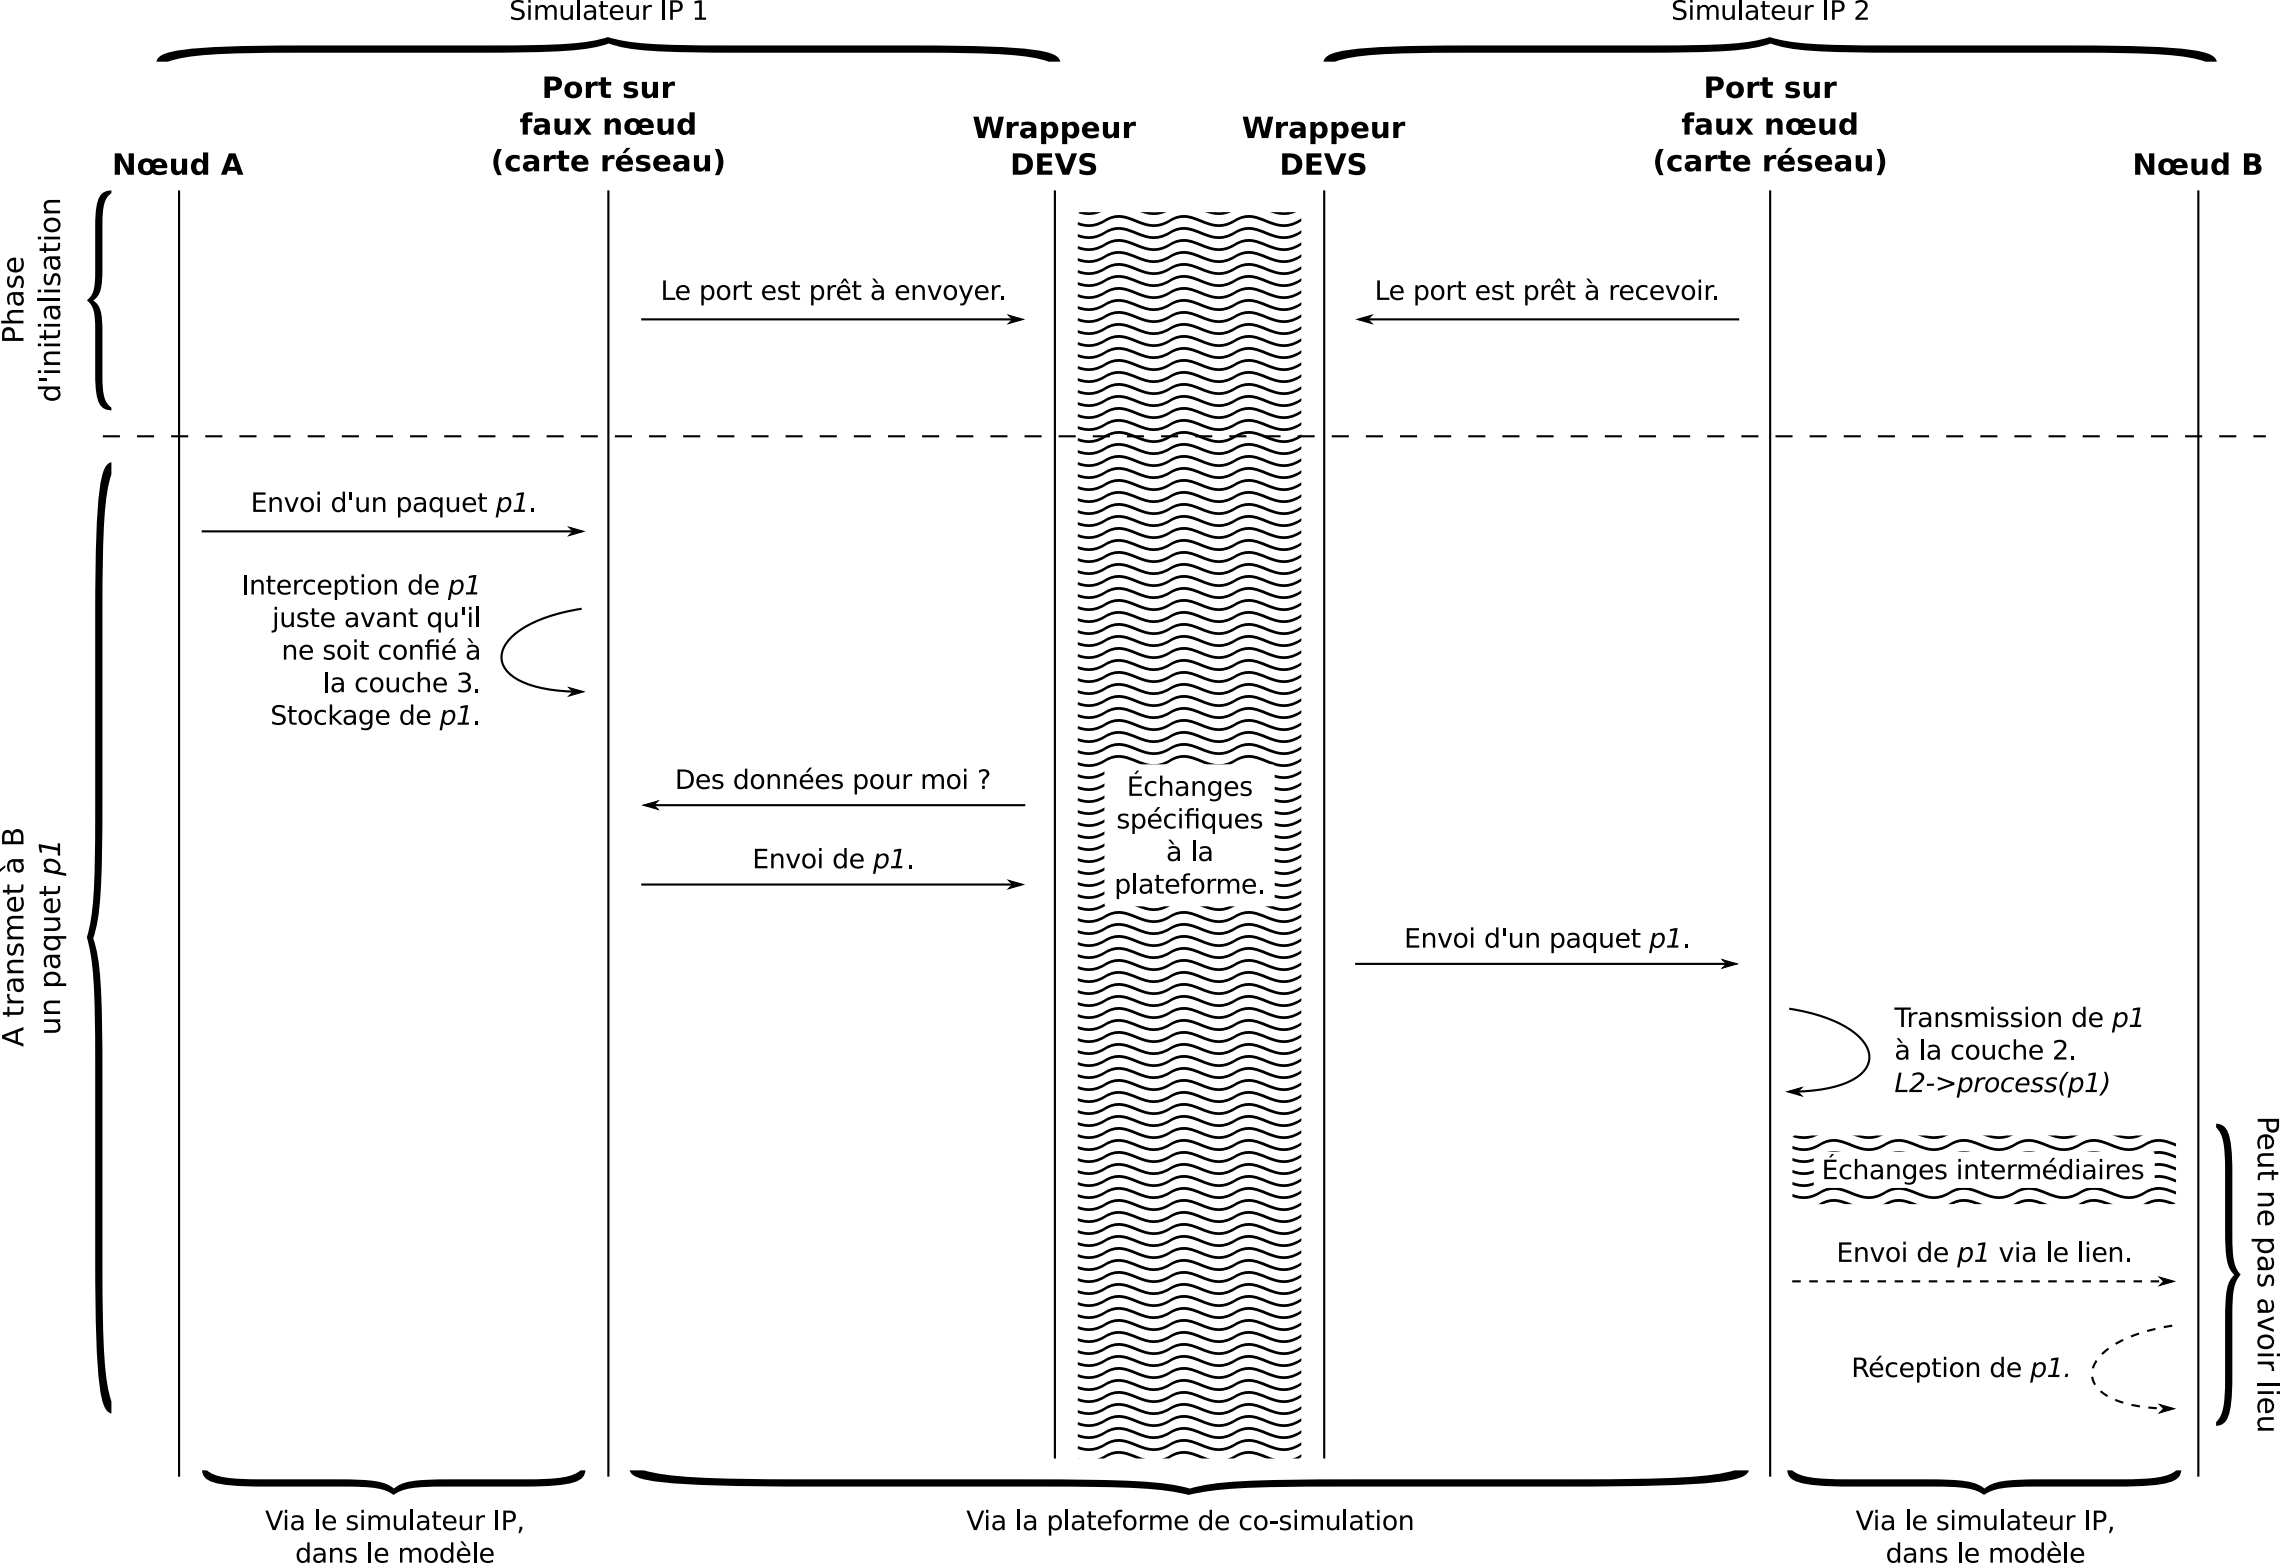 Simulateur IP 1
Simulateur IP 2
Nœud A
Port sur
faux nœud
(carte réseau)
Wrappeur
DEVS
Wrappeur
DEVS
Port sur
faux nœud
(carte réseau)
Nœud B
Phase
d'initialisation
Le port est prêt à envoyer.
Le port est prêt à recevoir.
A transmet à B
un paquet p1
Envoi d'un paquet p1.
Interception de p1
juste avant qu'il
ne soit confié à
la couche 3.
Stockage de p1.
Des données pour moi ?
Envoi de p1.
Échanges
spécifiques
à la
plateforme.
Envoi d'un paquet p1.
Transmission de p1
à la couche 2.
L2->process(p1)
Échanges intermédiaires
Envoi de p1 via le lien.
Réception de p1.
Peut ne pas avoir lieu
Via le simulateur IP,
dans le modèle
Via la plateforme de co-simulation
Via le simulateur IP,
dans le modèle